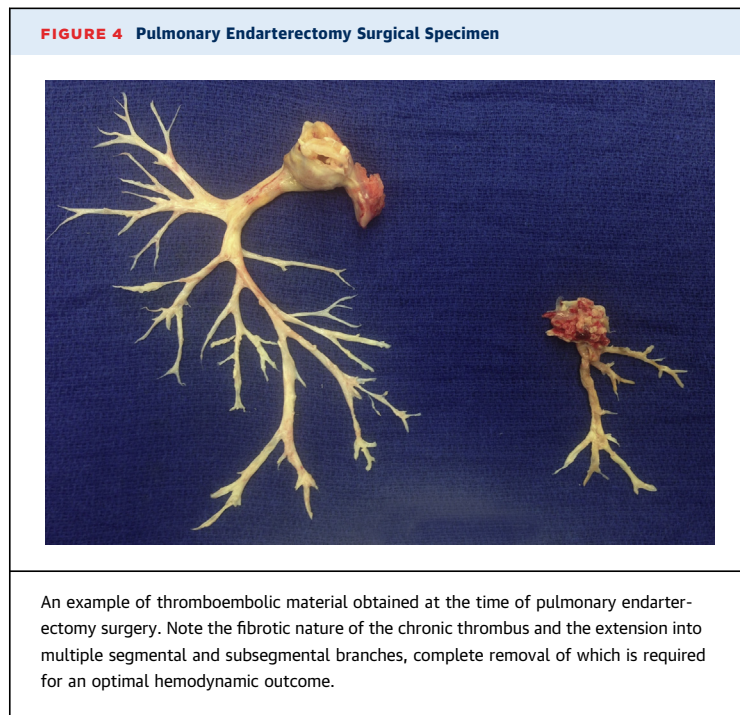 FIGURE 4 Pulmonary Endarterectomy Surgical Specimen
An example of thromboembolic material obtained at the time of pulmonary endarter-
ectomy surgery. Note the fibrotic nature of the chronic thrombus and the extension into
multiple segmental and subsegmental branches, complete removal of which is required
for an optimal hemodynamic outcome.